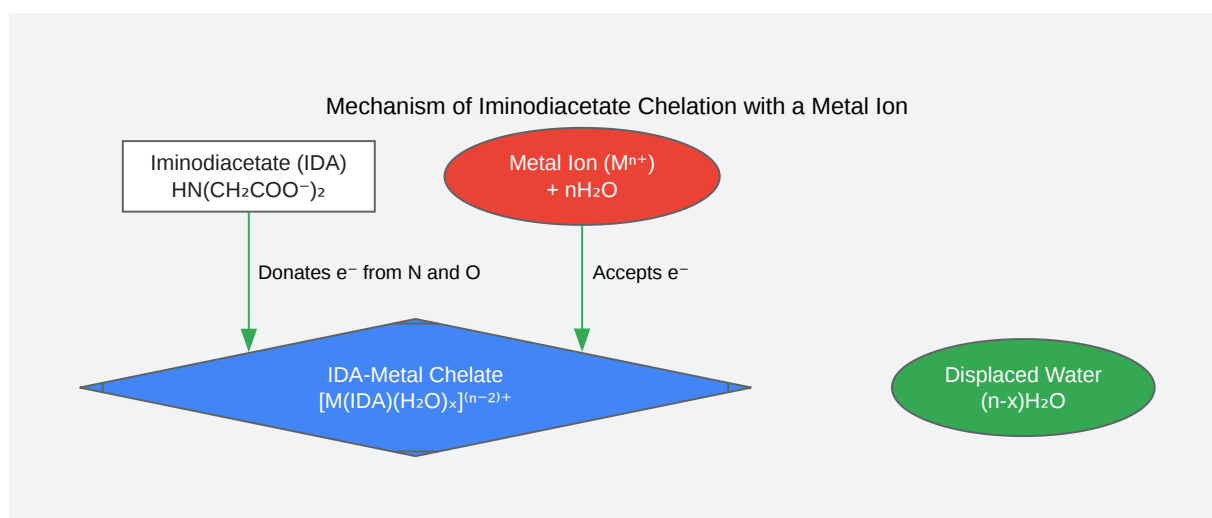 Mechanism of Iminodiacetate Chelation with a Metal Ion
Iminodiacetate (IDA)
HN(CH₂COO⁻)₂
Metal Ion (Mⁿ⁺)
+ nH₂O
Donates e⁻ from N and O
Accepts e⁻
IDA-Metal Chelate
[M(IDA)(H₂O)ₓ]⁽ⁿ⁻²⁾⁺
Displaced Water
(n-x)H₂O